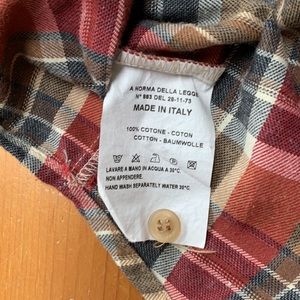 A NORMA DELLA LEGGE
N° 883 DEL 26-11-73
MADE IN ITALY
100% COTONE - COTTON
COTTON - BAUMWOLLE
LAVARE A MANO IN ACQUA A 30°C.
NON APPENDERE.
HAND WASH SEPARATELY WATER 30°C.